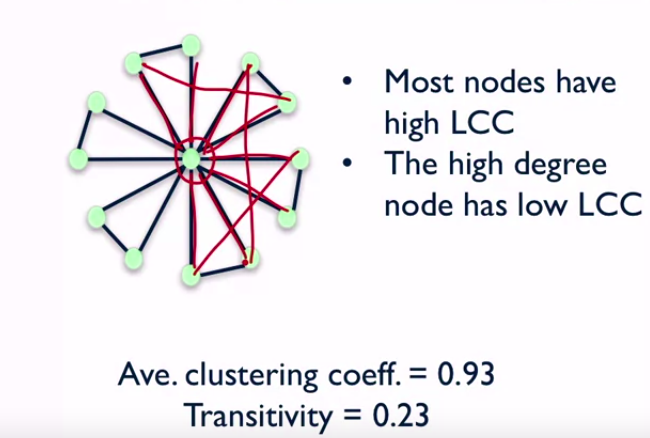 • Most nodes have
high LCC
• The high degree
node has low LCC
Ave. clustering coeff. = 0.93
Transitivity = 0.23